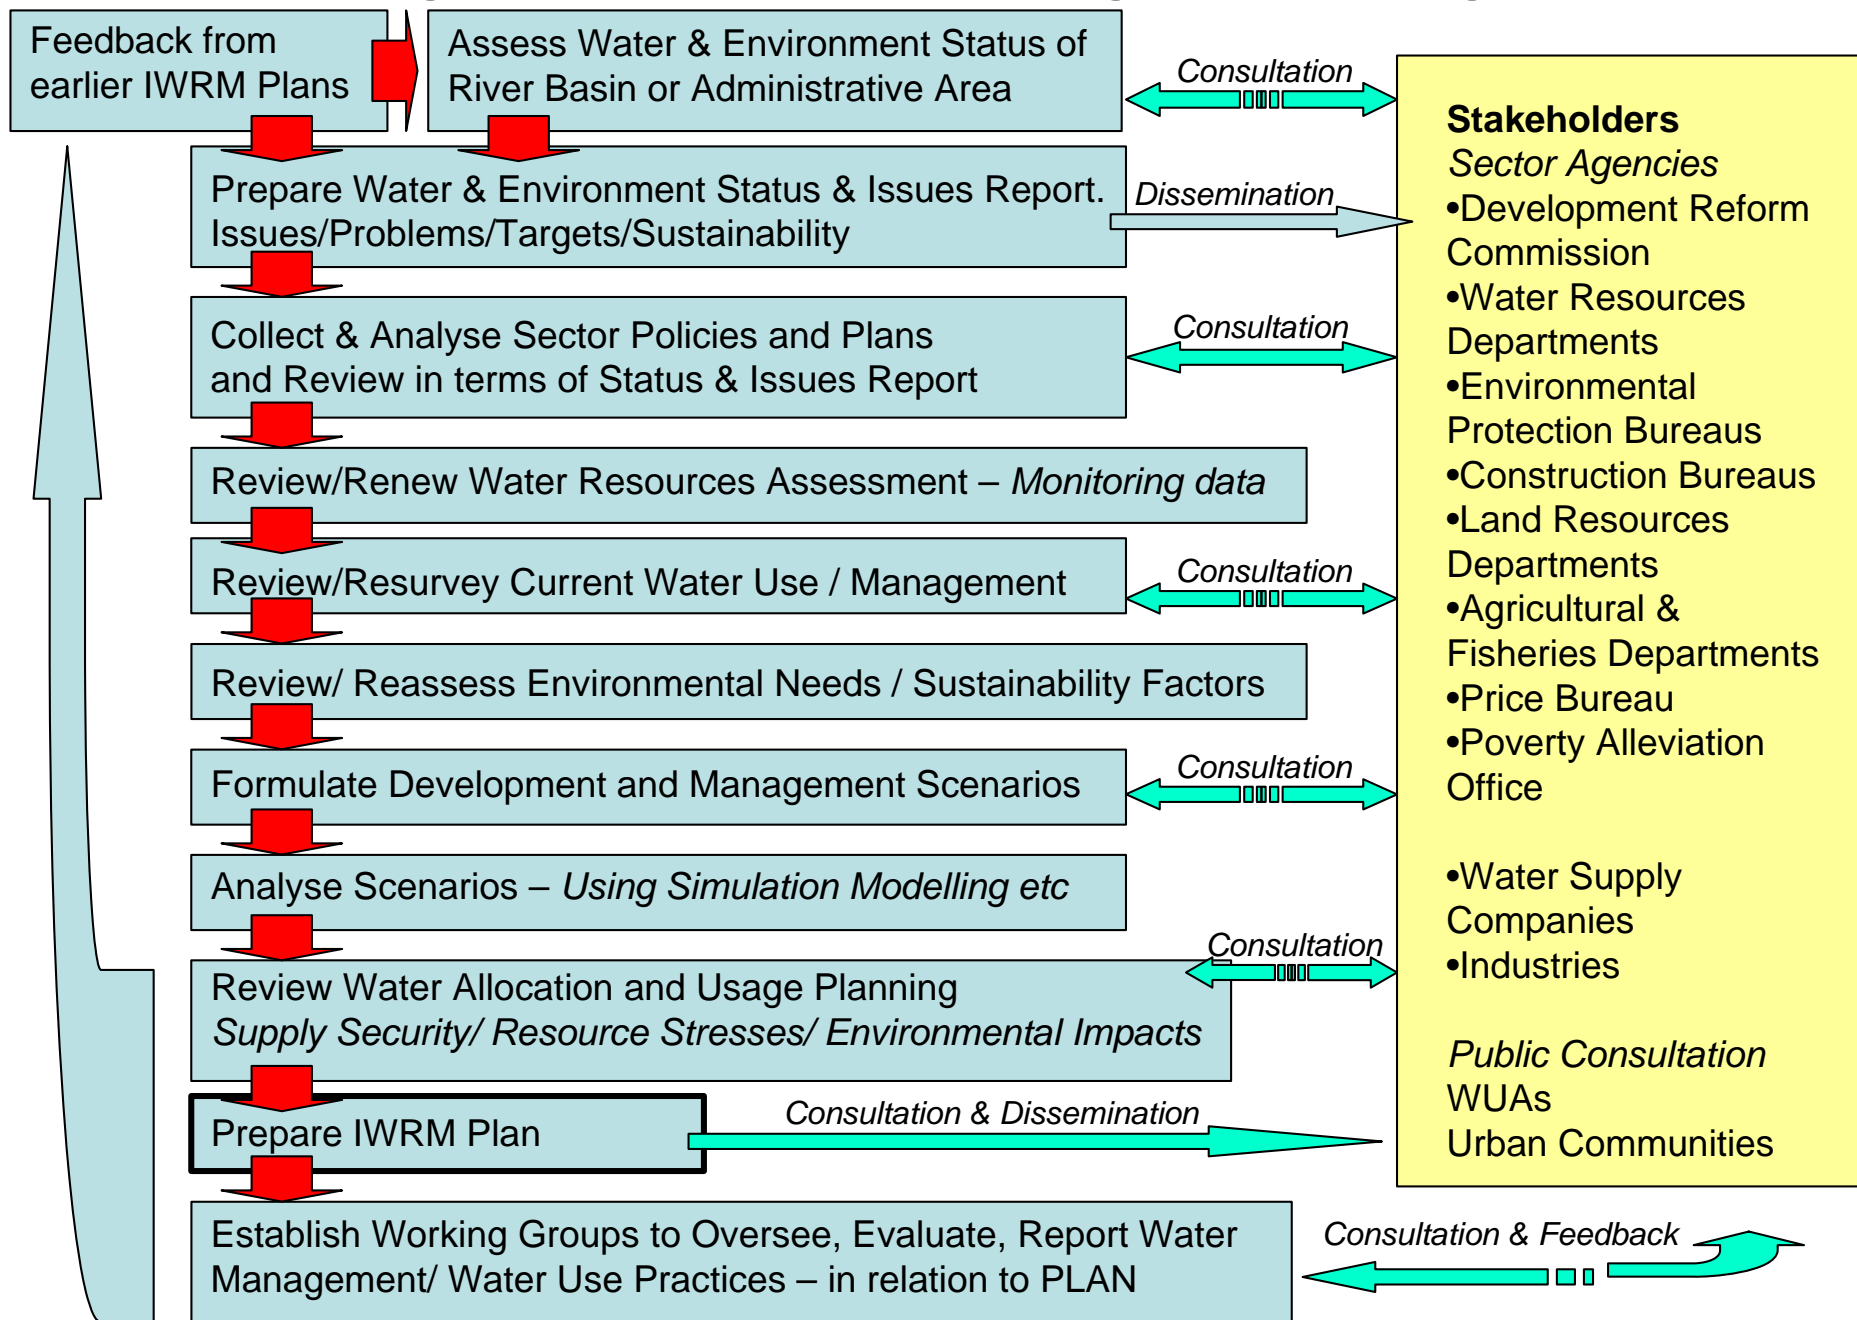 Feedback from
earlier IWRM Plans
Assess Water & Environment Status of
River Basin or Administrative Area
Consultation
Prepare Water & Environment Status & Issues Report.
Issues/Problems/Targets/Sustainability
Dissemination
Collect & Analyse Sector Policies and Plans
and Review in terms of Status & Issues Report
Consultation
Review/Renew Water Resources Assessment – Monitoring data
Review/Resurvey Current Water Use / Management
Consultation
Review/ Reassess Environmental Needs / Sustainability Factors
Formulate Development and Management Scenarios
Consultation
Analyse Scenarios – Using Simulation Modelling etc
Review Water Allocation and Usage Planning
Supply Security/ Resource Stresses/ Environmental Impacts
Consultation
Prepare IWRM Plan
Consultation & Dissemination
Establish Working Groups to Oversee, Evaluate, Report Water
Management/ Water Use Practices – in relation to PLAN
Consultation & Feedback
Stakeholders
Sector Agencies
•Development Reform
Commission
•Water Resources
Departments
•Environmental
Protection Bureaus
•Construction Bureaus
•Land Resources
Departments
•Agricultural &
Fisheries Departments
•Price Bureau
•Poverty Alleviation
Office
•Water Supply
Companies
•Industries
Public Consultation
WUAs
Urban Communities